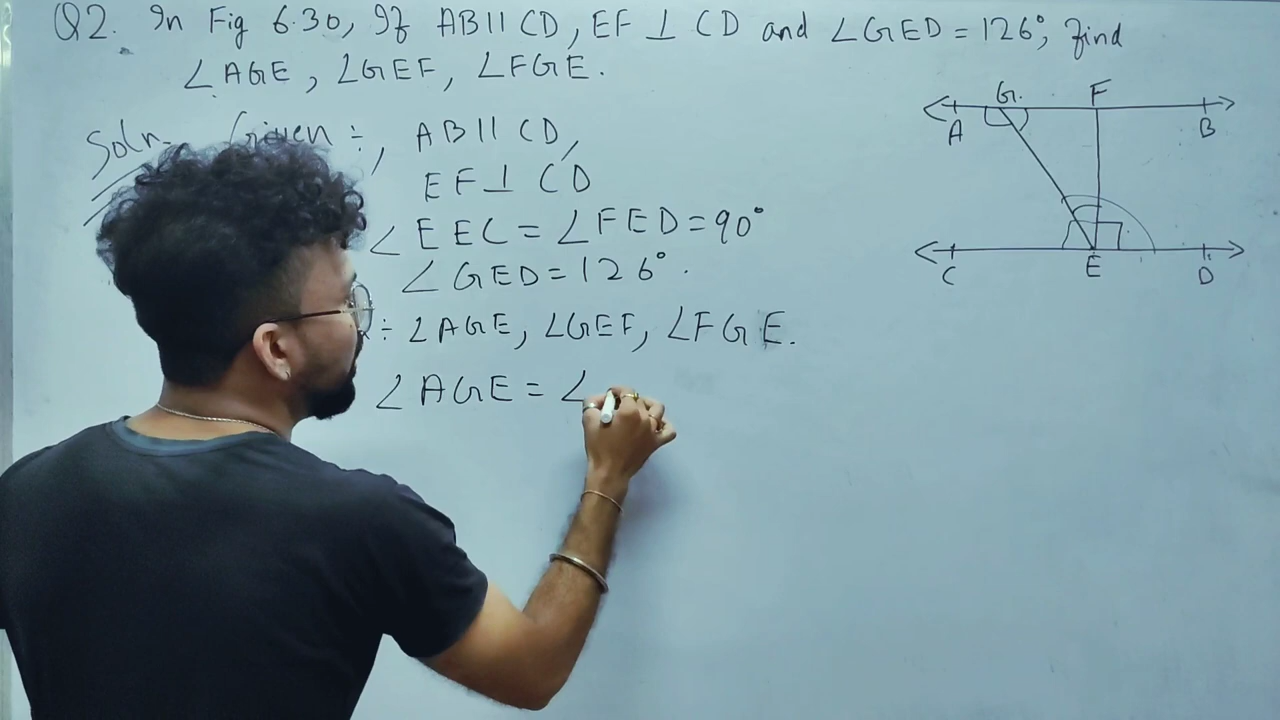 Q2. In Fig 6.30, If AB || CD, EF ⊥ CD and ∠GED = 126°, find
∠AGE, ∠GEF, ∠FGE.
Soln Given :, AB || CD,
EF ⊥ CD
∠EEC = ∠FED = 90°
∠GED = 126°.
: ∠AGE, ∠GEF, ∠FGE.
∠AGE = ∠
G F
A B
C E D